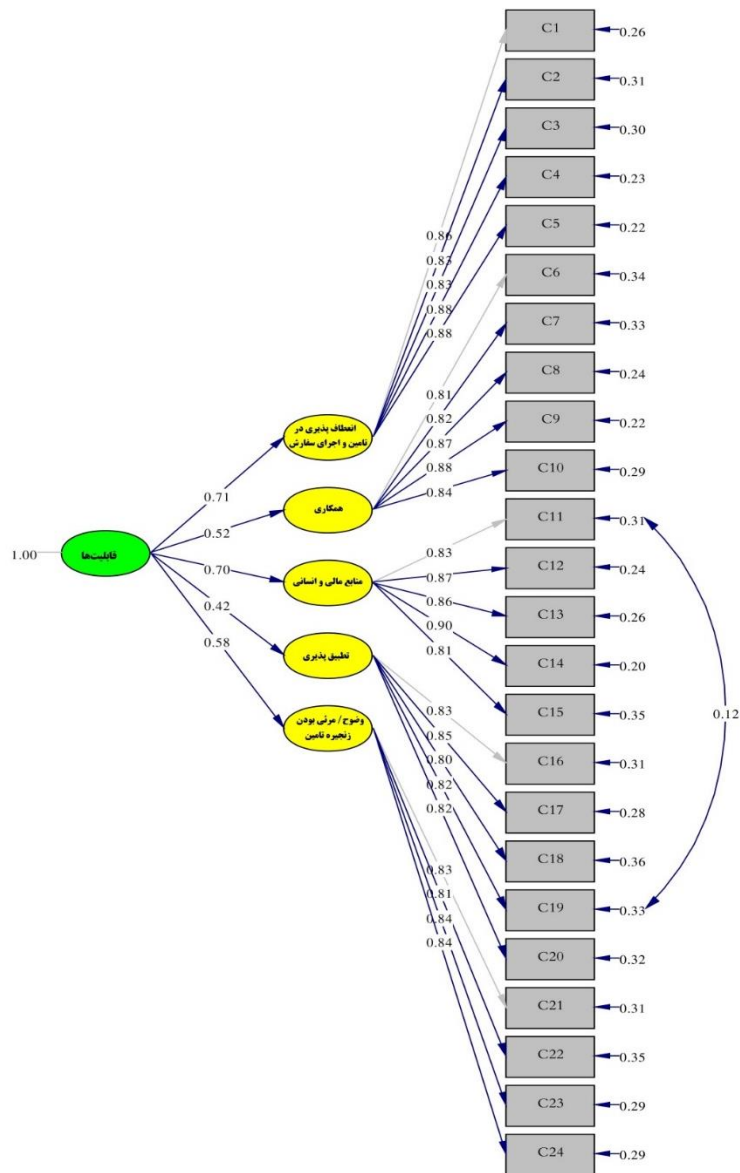 C1
0.26
C2
0.31
C3
0.30
C4
0.23
C5
0.22
C6
0.34
C7
0.33
C8
0.24
C9
0.22
C10
0.29
C11
0.31
C12
0.24
C13
0.26
C14
0.20
C15
0.35
C16
0.31
C17
0.28
C18
0.36
C19
0.33
C20
0.32
C21
0.31
C22
0.35
C23
0.29
C24
0.29
0.12
0.86
0.83
0.83
0.88
0.88
0.81
0.82
0.87
0.88
0.84
0.83
0.87
0.86
0.90
0.81
0.83
0.85
0.80
0.82
0.82
0.83
0.81
0.84
0.84
انعطاف پذیری در
تامین و اجرای سفارش
همکاری
منابع مالی و انسانی
تطبیق پذیری
وضوح/ مرئی بودن
زنجیره تامین
0.71
0.52
0.70
0.42
0.58
قابلیت‌ها
1.00